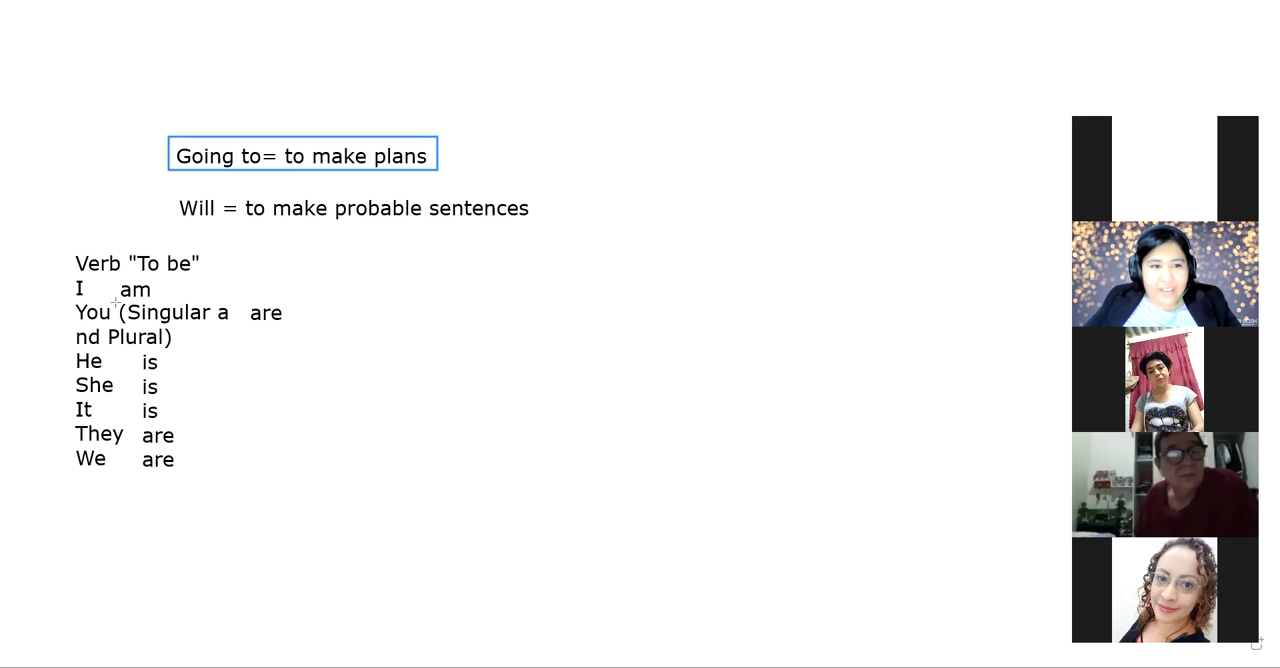 Going to= to make plans
Will = to make probable sentences
Verb "To be"
I am
You (Singular a are
nd Plural)
He is
She is
It is
They are
We are